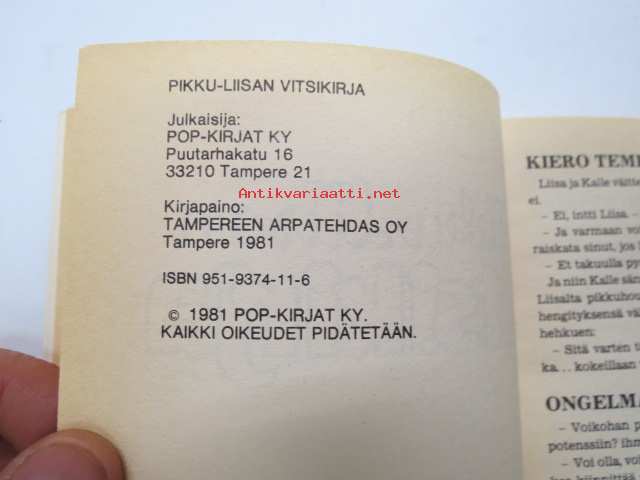 PIKKU-LIISAN VITSIKIRJA
Julkaisija:
POP-KIRJAT KY
Puutarhakatu 16
33210 Tampere 21
Antikvariaatti.net
Kirjapaino:
TAMPEREEN ARPATEHDAS OY
Tampere 1981
ISBN 951-9374-11-6
© 1981 POP-KIRJAT KY.
KAIKKI OIKEUDET PIDÄTETÄÄN.
KIERO
Liisa ja Kalle
ei.
– Ei, intti Liisa.
– Ja varmaan
raiskata sinut, jos
– Et takuulla
Ja niin Kalle
Liisalta
hengityksensä
hehkuen:
– Sitä varten
ka... kokeillaan
– Voikohan
potenssiin?
– Voi olla,